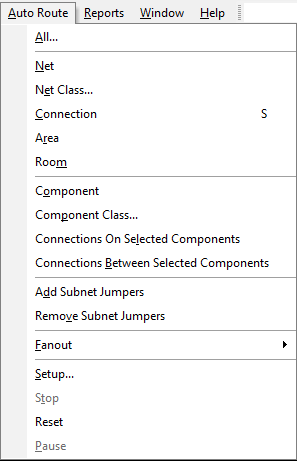 Auto Route Reports Window Help
All...
Net
Net Class...
Connection S
Area
Room
Component
Component Class...
Connections On Selected Components
Connections Between Selected Components
Add Subnet Jumpers
Remove Subnet Jumpers
Fanout
Setup...
Stop
Reset
Pause